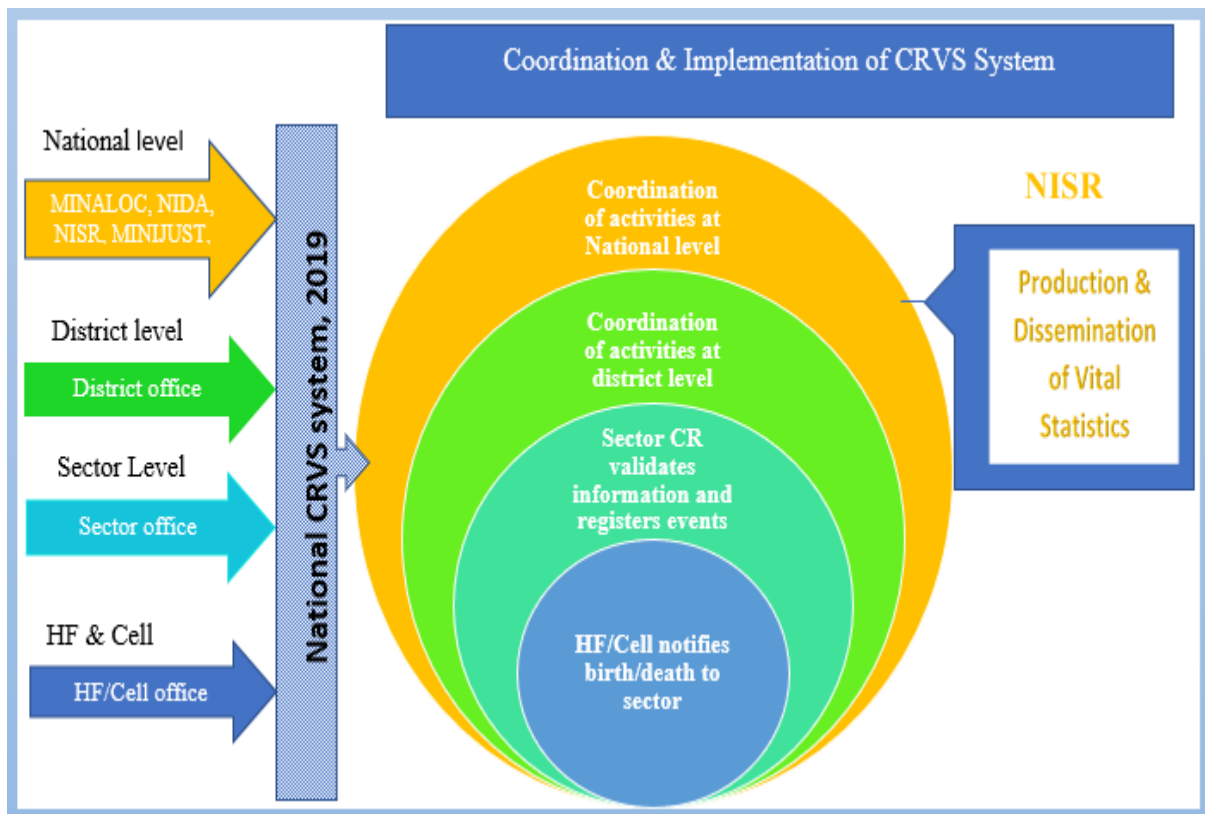 Coordination & Implementation of CRVS System
National level
MINALOC, NIDA,
NISR, MINIJUST,
District level
District office
Sector Level
Sector office
HF & Cell
HF/Cell office
National CRVS system, 2019
Coordination
of activities at
National level
Coordination
of activities at
district level
Sector CR
validates
information and
registers events
HF/Cell notifies
birth/death to
sector
NISR
Production &
Dissemination
of Vital
Statistics